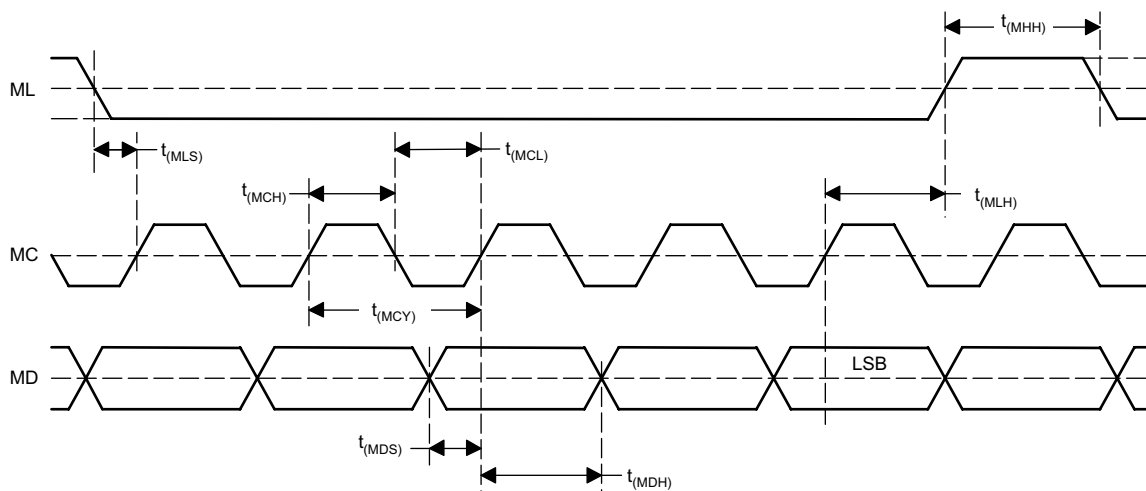 t(MHH)
ML
t(MLS)
t(MCL)
t(MCH)
t(MLH)
MC
t(MCY)
LSB
MD
t(MDS)
t(MDH)